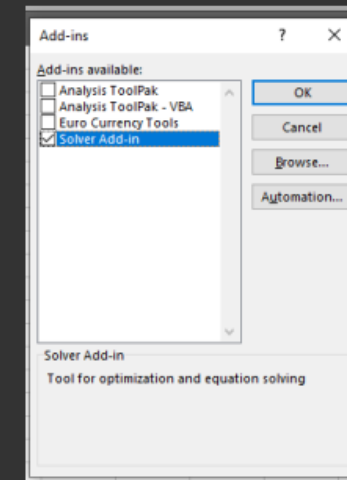 Add-ins ? ×
Add-ins available:
Analysis ToolPak
Analysis ToolPak - VBA
Euro Currency Tools
Solver Add-in
OK
Cancel
Browse...
Automation...
Solver Add-in
Tool for optimization and equation solving